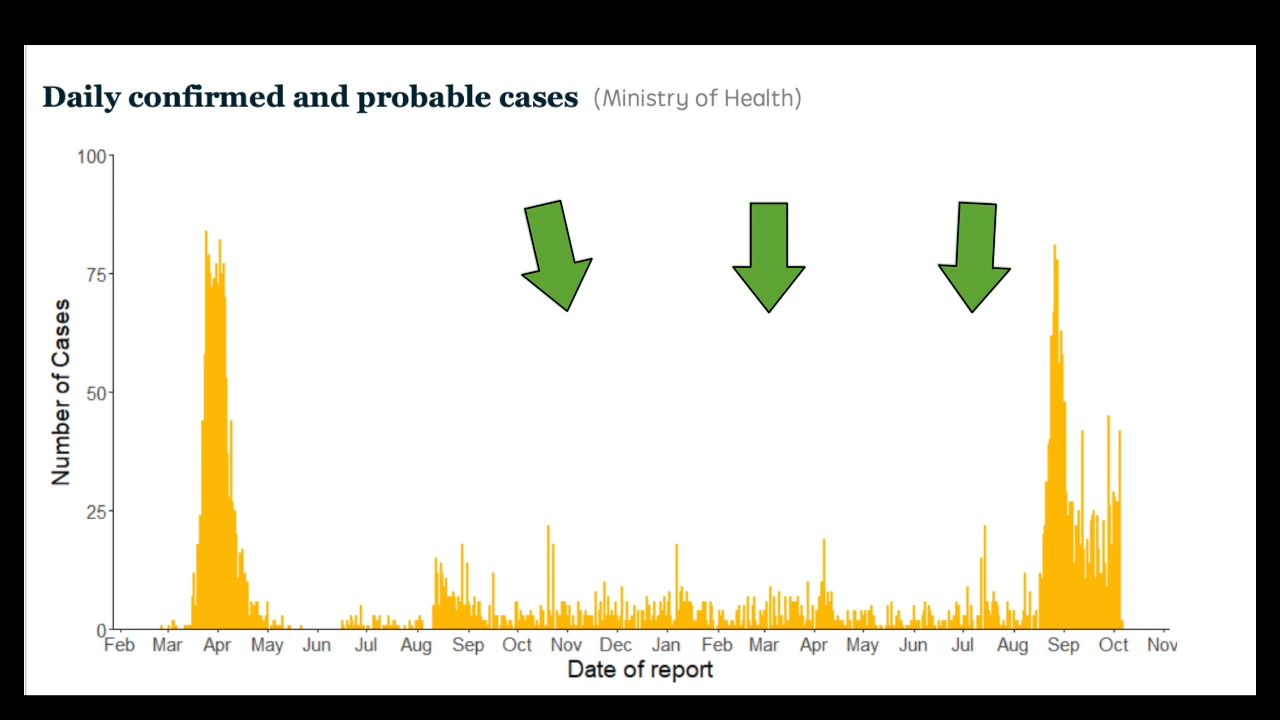 Daily confirmed and probable cases (Ministry of Health)
100
75
50
25
0
Number of Cases
Feb Mar Apr May Jun Jul Aug Sep Oct Nov Dec Jan Feb Mar Apr May Jun Jul Aug Sep Oct Nov
Date of report